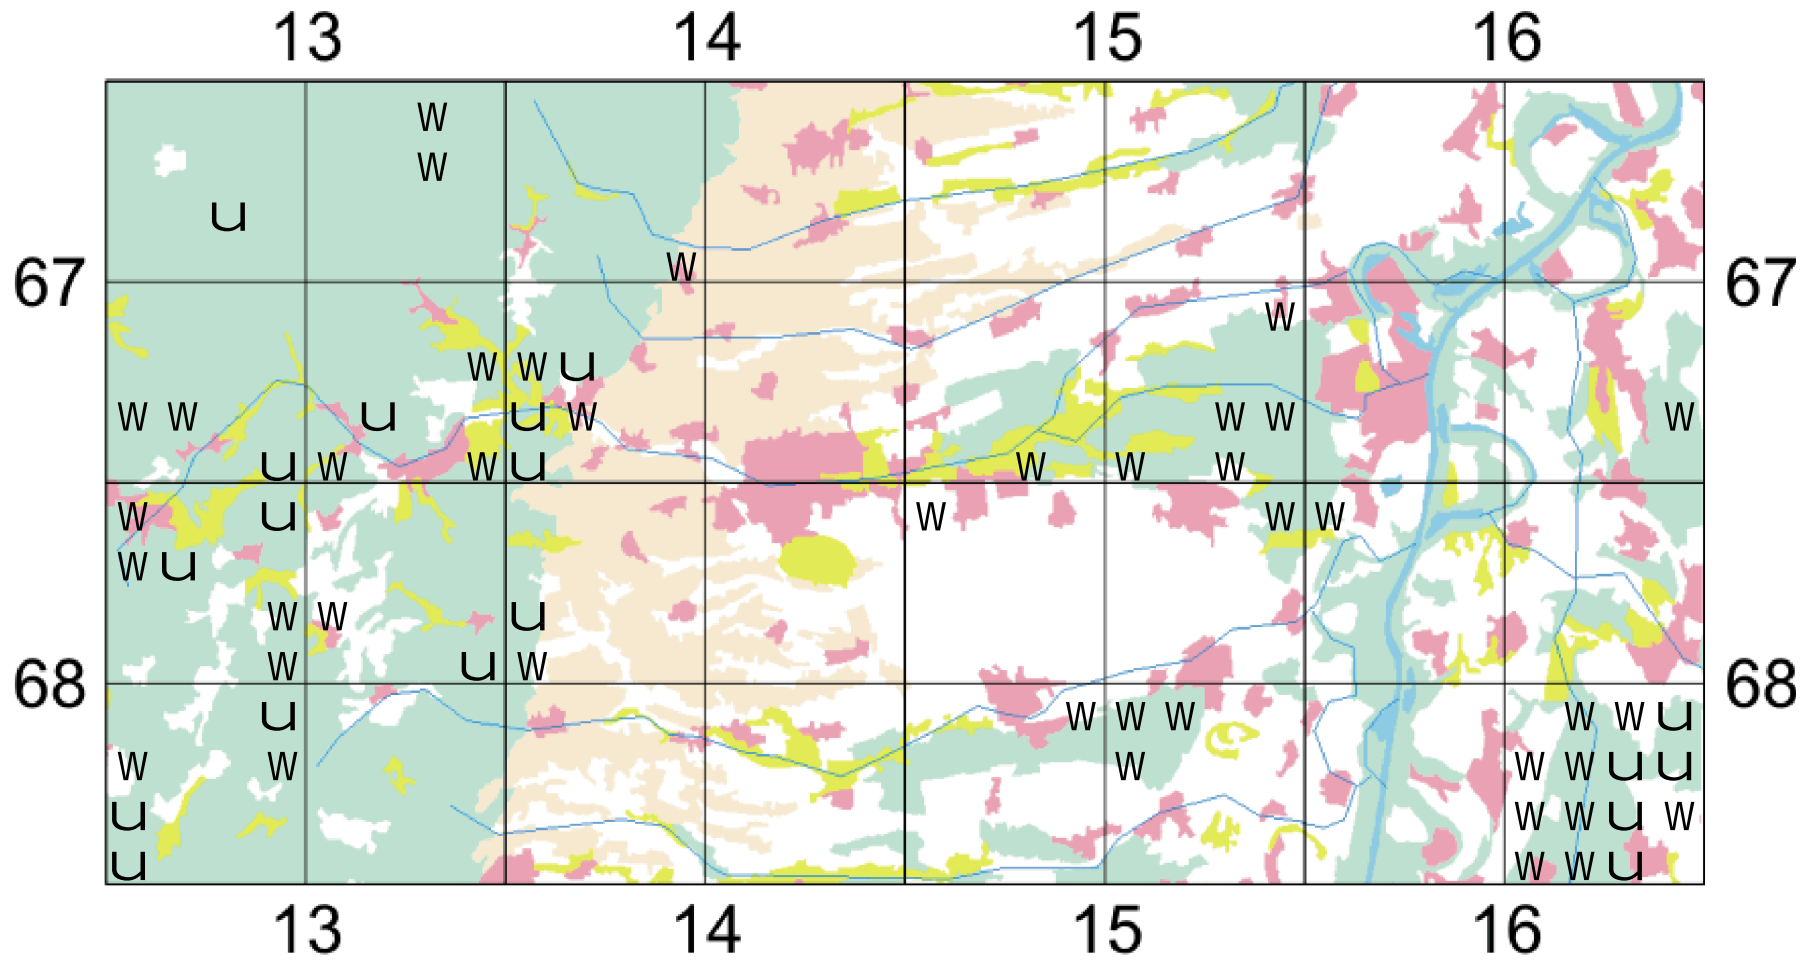 13 14 15 16
W
W
u
W
67 67
W
W W u
W W u u W W W W
u W W u W W W
W u W W W
W u
W W u
W u W
68 68
u W W W W W u
W W W W W u u
u W W u W
u W W u
13 14 15 16